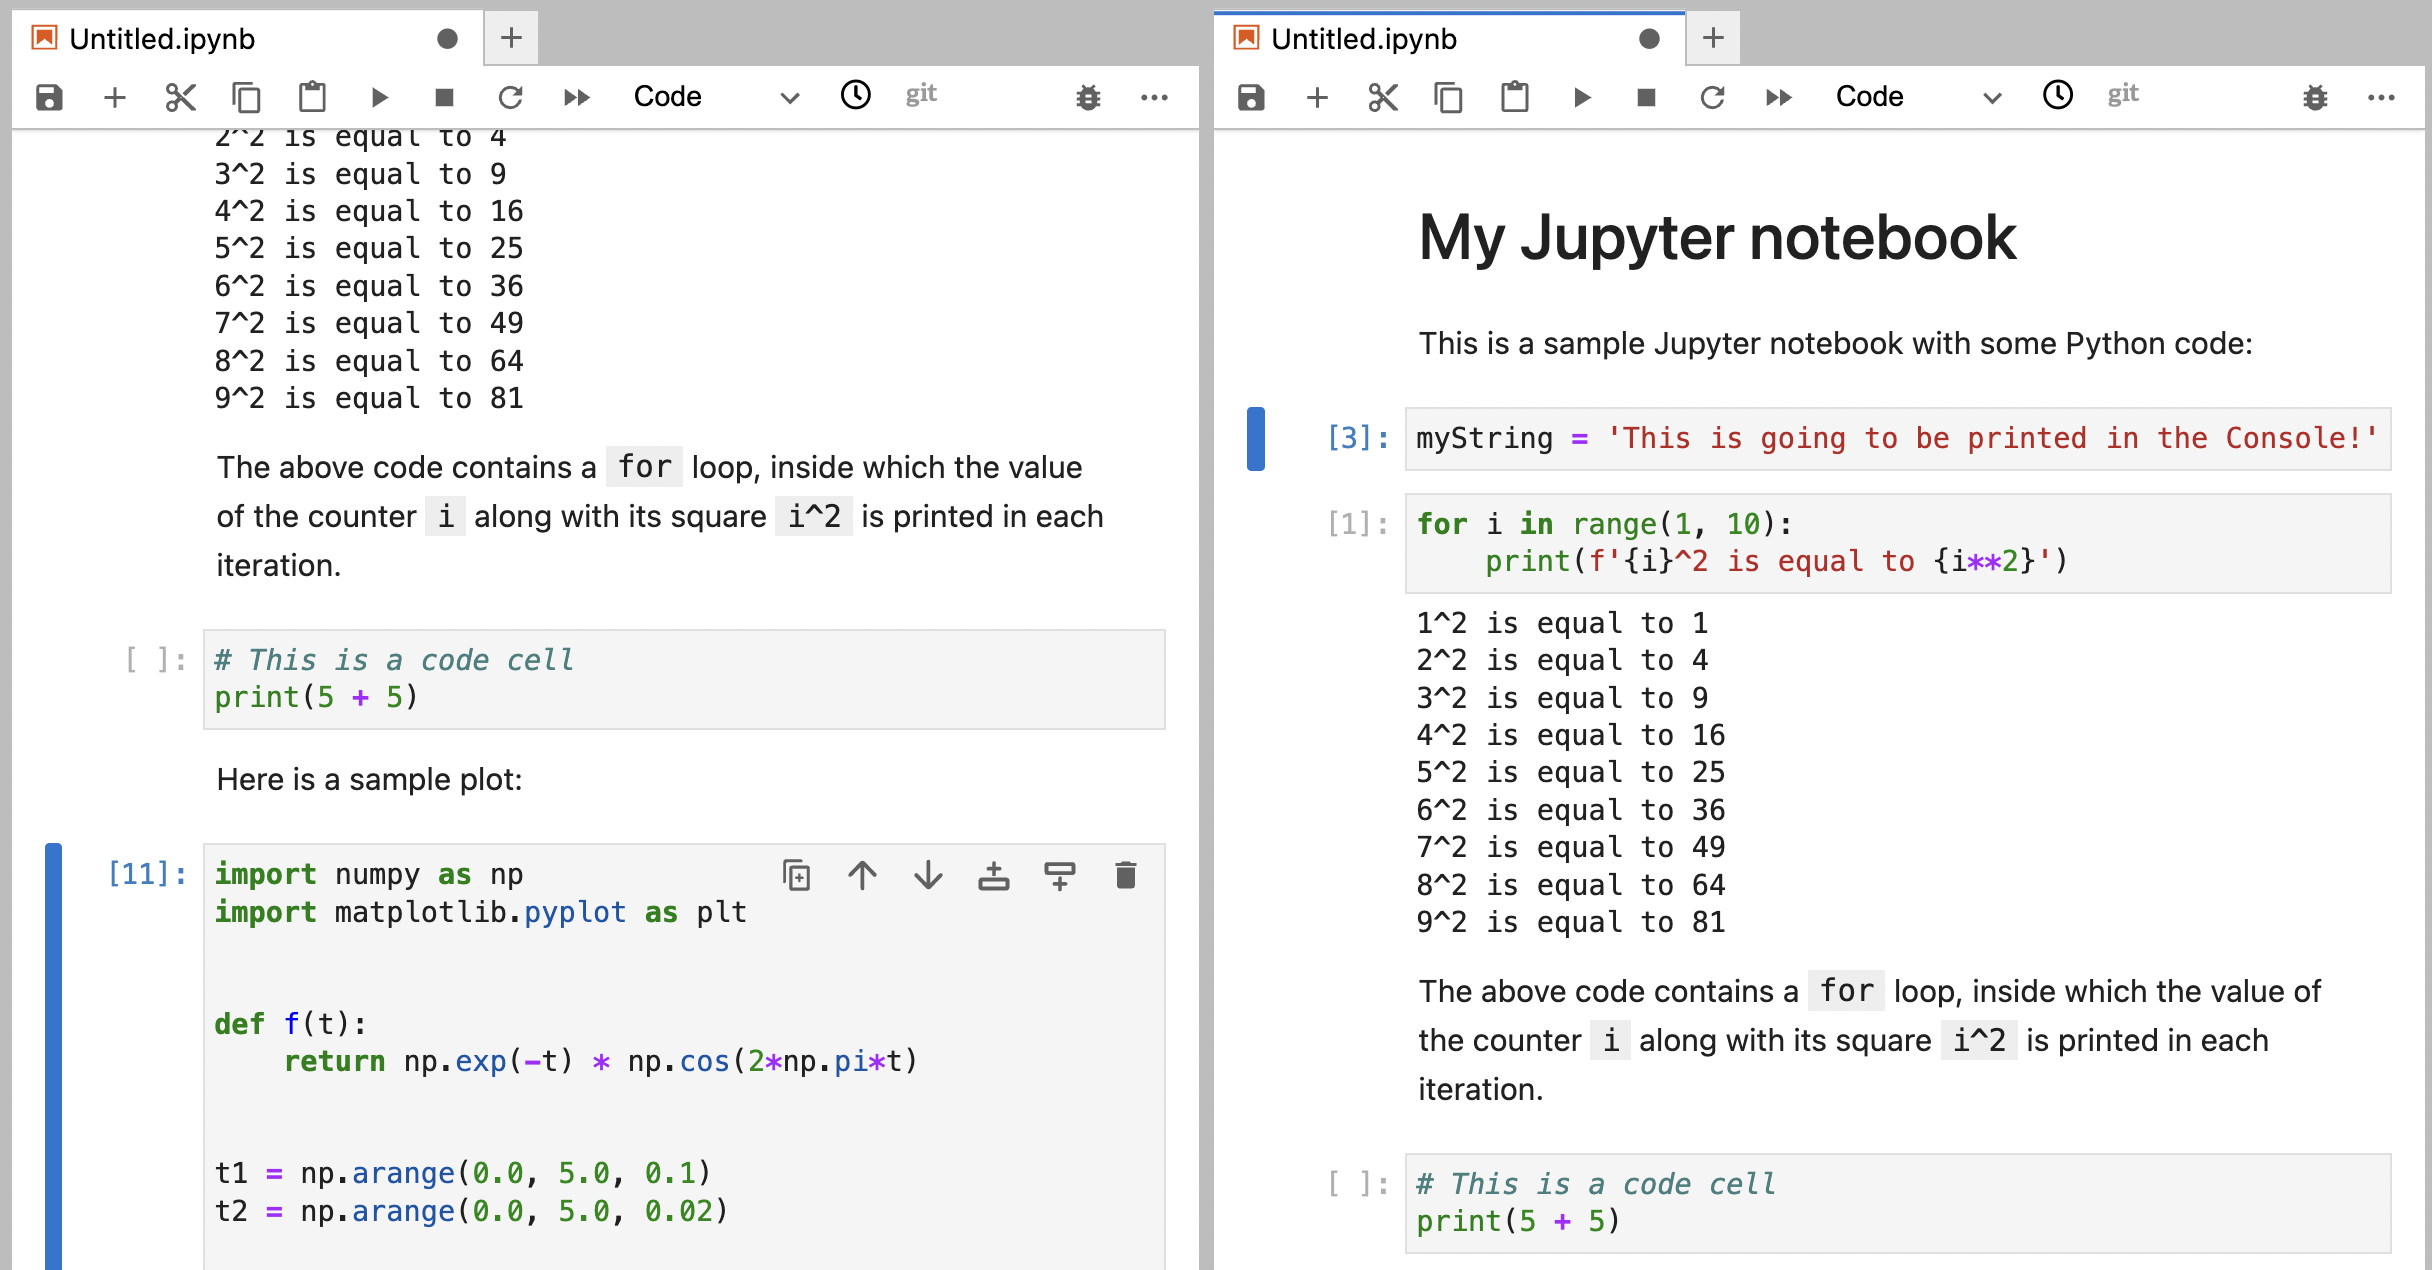 Untitled.ipynb
Code
git
2^2 is equal to 4
3^2 is equal to 9
4^2 is equal to 16
5^2 is equal to 25
6^2 is equal to 36
7^2 is equal to 49
8^2 is equal to 64
9^2 is equal to 81
The above code contains a for loop, inside which the value
of the counter i along with its square i^2 is printed in each
iteration.
[ ]: # This is a code cell
print(5 + 5)
Here is a sample plot:
[11]: import numpy as np
import matplotlib.pyplot as plt
def f(t):
    return np.exp(-t) * np.cos(2*np.pi*t)
t1 = np.arange(0.0, 5.0, 0.1)
t2 = np.arange(0.0, 5.0, 0.02)
Untitled.ipynb
Code
git
My Jupyter notebook
This is a sample Jupyter notebook with some Python code:
[3]: myString = 'This is going to be printed in the Console!'
[1]: for i in range(1, 10):
    print(f'{i}^2 is equal to {i**2}')
1^2 is equal to 1
2^2 is equal to 4
3^2 is equal to 9
4^2 is equal to 16
5^2 is equal to 25
6^2 is equal to 36
7^2 is equal to 49
8^2 is equal to 64
9^2 is equal to 81
The above code contains a for loop, inside which the value of
the counter i along with its square i^2 is printed in each
iteration.
[ ]: # This is a code cell
print(5 + 5)